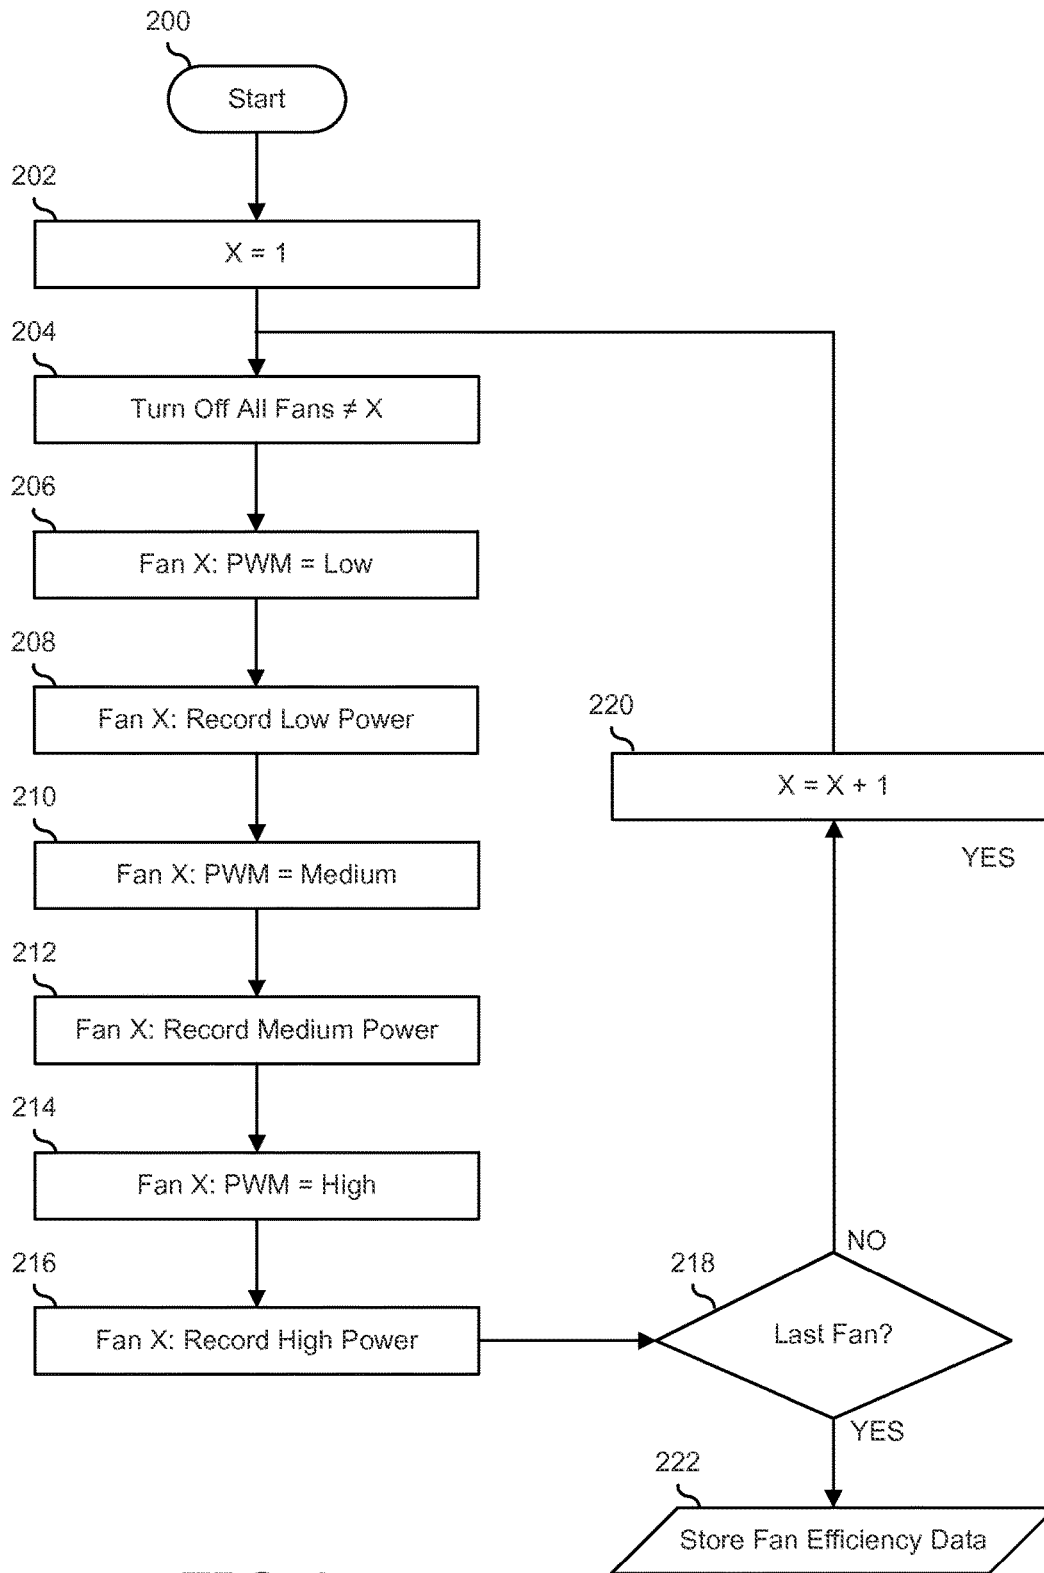 200
Start
202
X = 1
204
Turn Off All Fans ≠ X
206
Fan X: PWM = Low
208
Fan X: Record Low Power
210
Fan X: PWM = Medium
212
Fan X: Record Medium Power
214
Fan X: PWM = High
216
Fan X: Record High Power
218
Last Fan?
NO
220
X = X + 1
YES
YES
222
Store Fan Efficiency Data